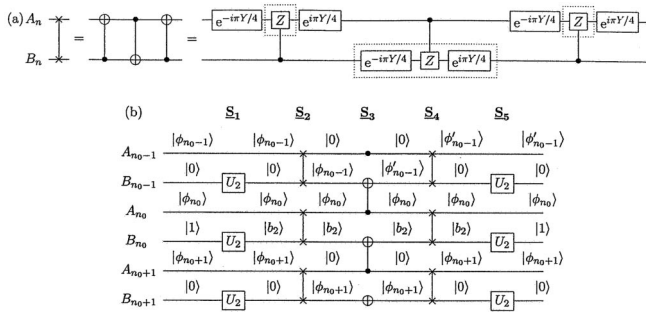 (a) A_n = = e^{-iπY/4} Z e^{iπY/4} e^{-iπY/4} Z e^{iπY/4}
B_n e^{-iπY/4} Z e^{iπY/4}
(b) S_1 S_2 S_3 S_4 S_5
|ϕ_{n_0−1}⟩ |ϕ_{n_0−1}⟩ |0⟩ |0⟩ |ϕ′_{n_0−1}⟩ |ϕ′_{n_0−1}⟩
A_{n_0−1}
|0⟩ |0⟩ |ϕ_{n_0−1}⟩ |ϕ′_{n_0−1}⟩ |0⟩ |0⟩
B_{n_0−1} U_2 U_2
|ϕ_{n_0}⟩ |ϕ_{n_0}⟩ |ϕ_{n_0}⟩ |ϕ_{n_0}⟩ |ϕ_{n_0}⟩ |ϕ_{n_0}⟩
A_{n_0}
|1⟩ |b_2⟩ |b_2⟩ |b_2⟩ |b_2⟩ |1⟩
B_{n_0} U_2 U_2
|ϕ_{n_0+1}⟩ |ϕ_{n_0+1}⟩ |0⟩ |0⟩ |ϕ_{n_0+1}⟩ |ϕ_{n_0+1}⟩
A_{n_0+1}
|0⟩ |0⟩ |ϕ_{n_0+1}⟩ |ϕ_{n_0+1}⟩ |0⟩ |0⟩
B_{n_0+1} U_2 U_2